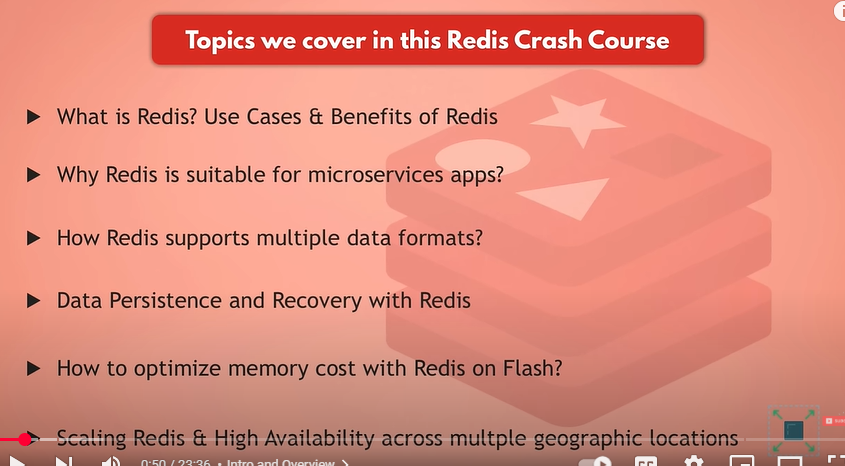 Topics we cover in this Redis Crash Course
What is Redis? Use Cases & Benefits of Redis
Why Redis is suitable for microservices apps?
How Redis supports multiple data formats?
Data Persistence and Recovery with Redis
How to optimize memory cost with Redis on Flash?
Scaling Redis & High Availability across multple geographic locations
0:50 / 23:36 • Intro and Overview